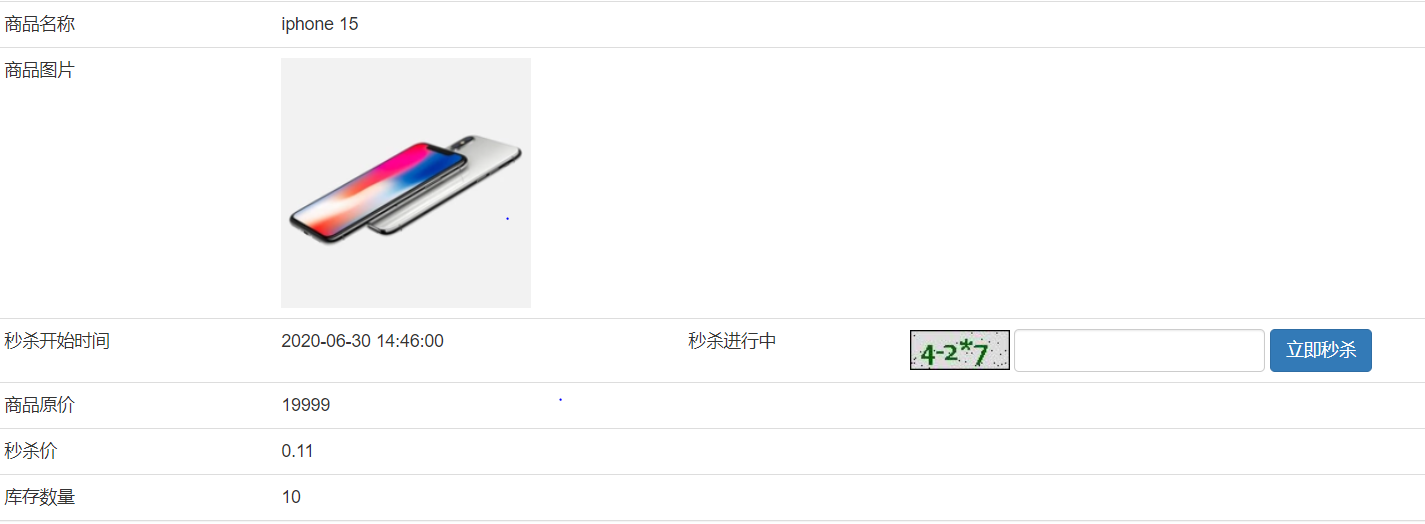 商品名称 iphone 15
商品图片
秒杀开始时间 2020-06-30 14:46:00 秒杀进行中 4-2*7 立即秒杀
商品原价 19999
秒杀价 0.11
库存数量 10